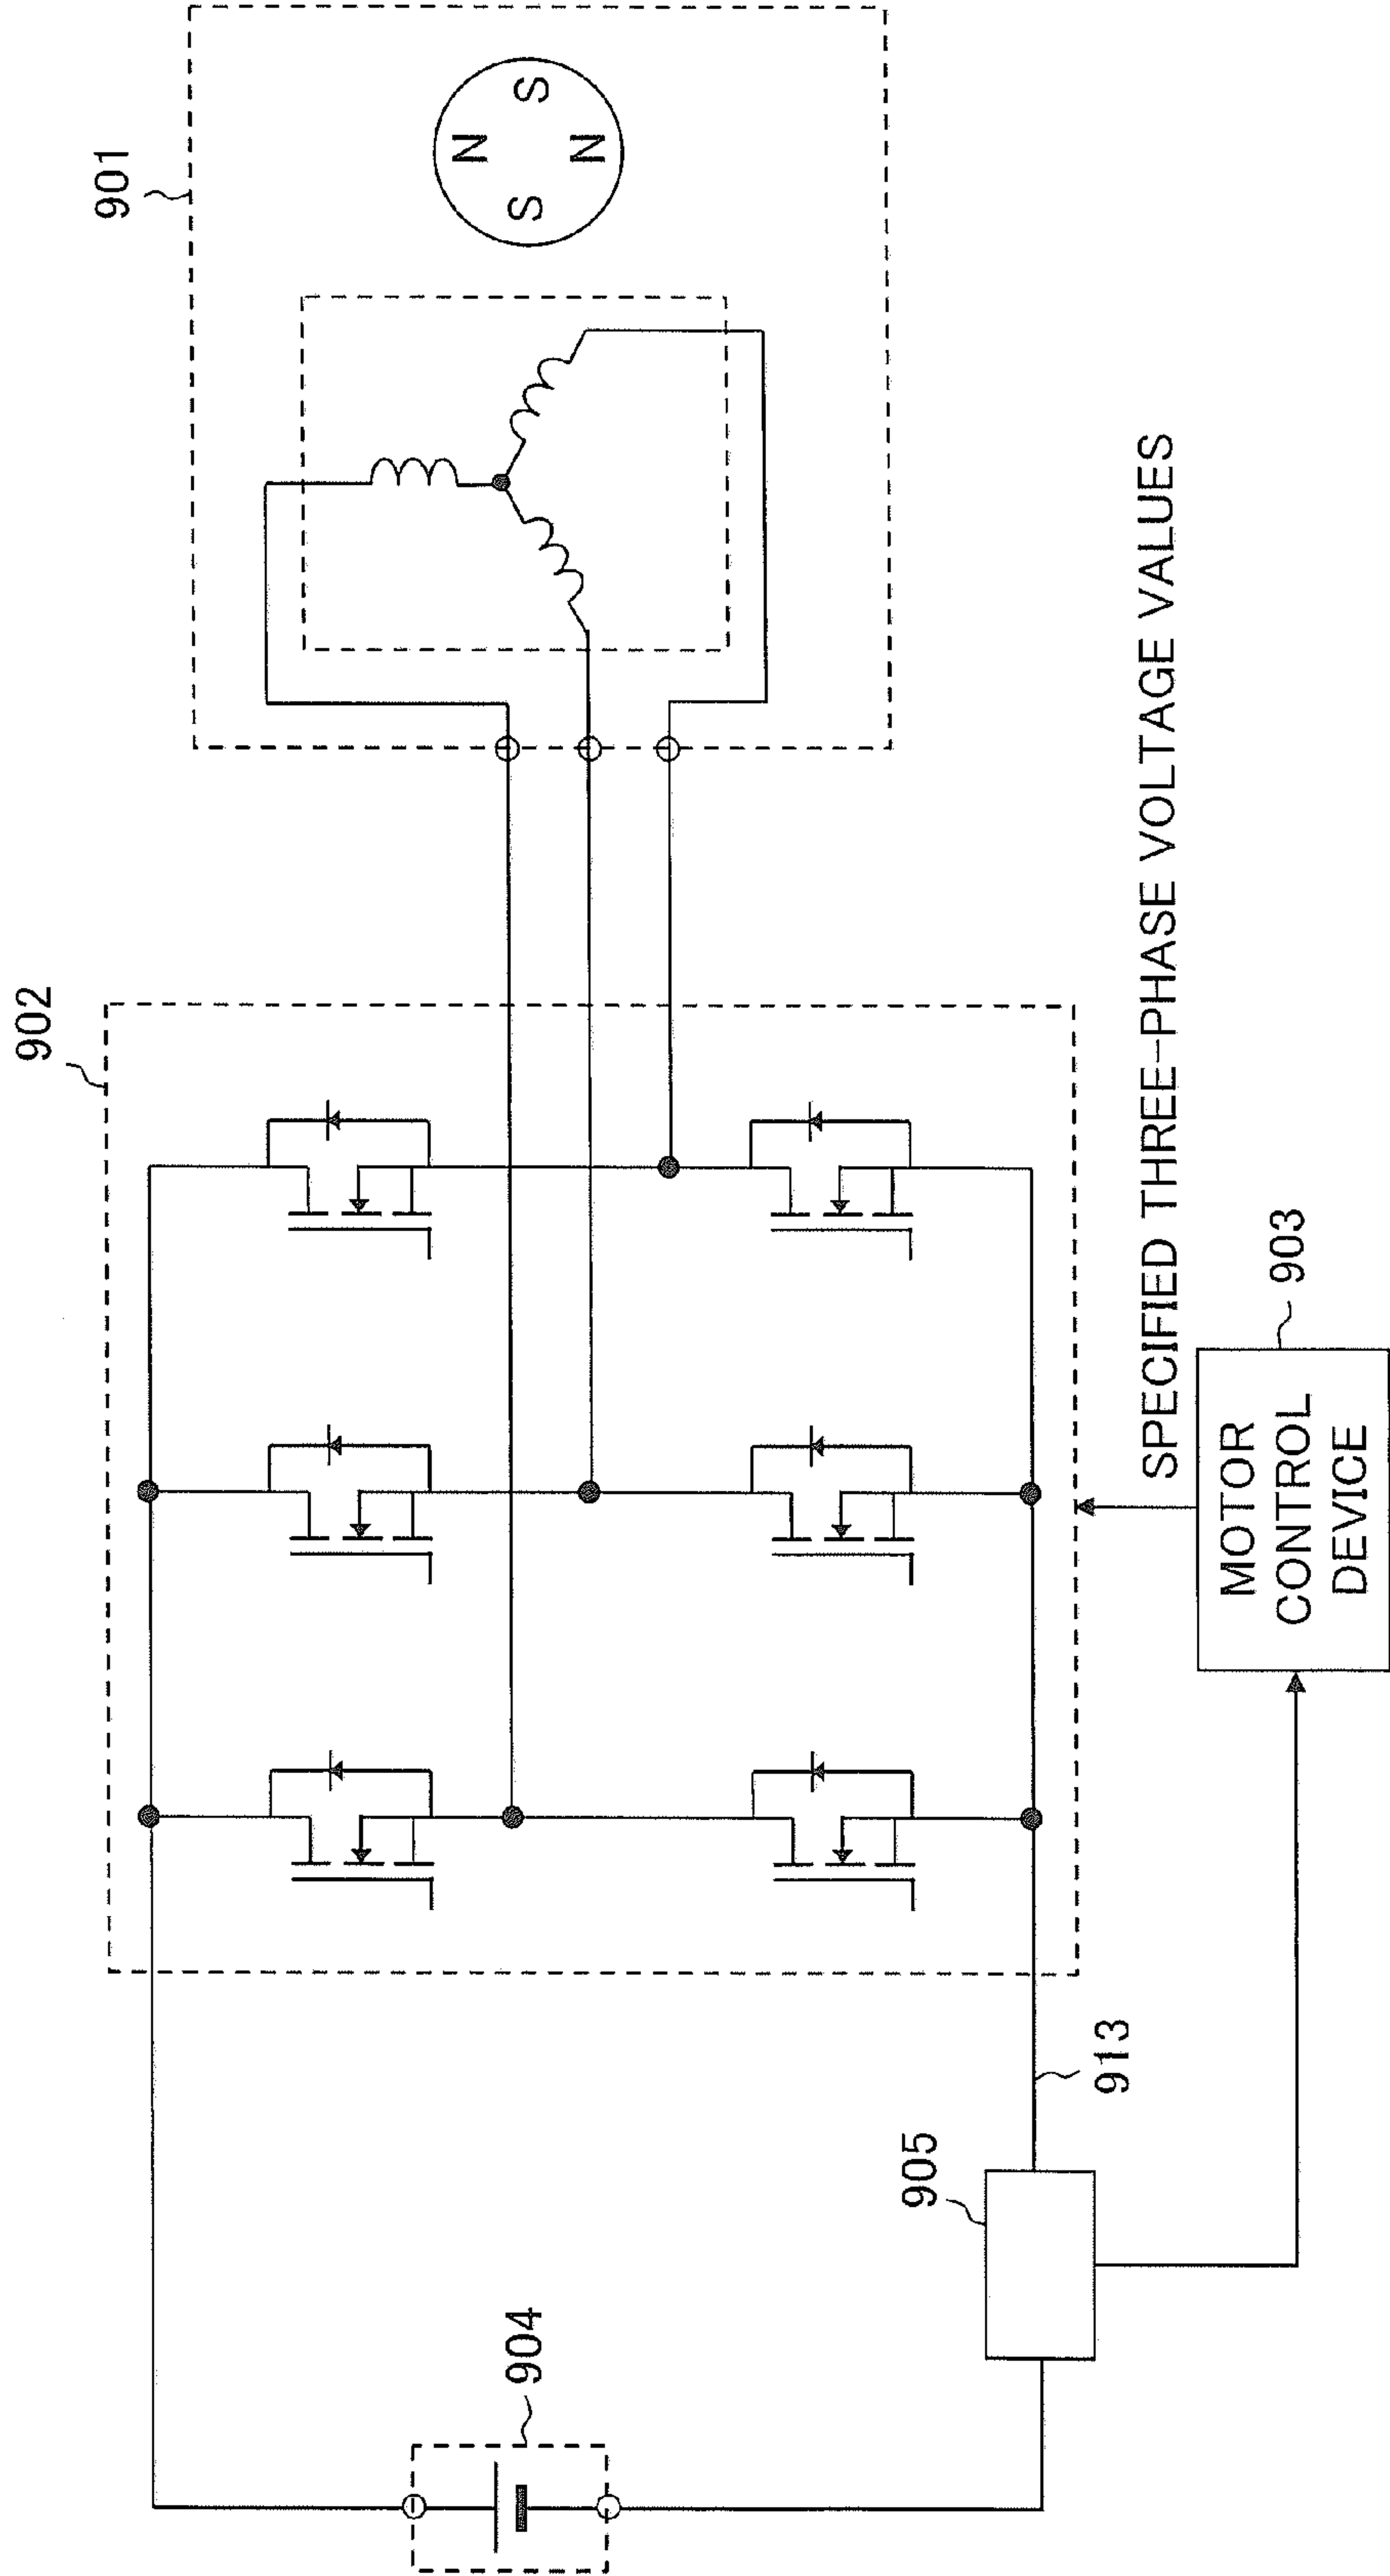 901
N
S
S
N
902
SPECIFIED THREE-PHASE VOLTAGE VALUES
903
MOTOR
CONTROL
DEVICE
913
905
904